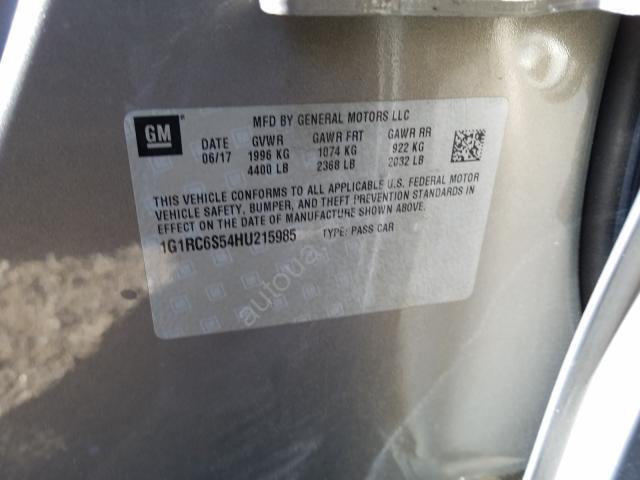 GM
MFD BY GENERAL MOTORS LLC
DATE GVWR GAWR FRT GAWR RR
06/17 1996 KG 1074 KG 922 KG
4400 LB 2368 LB 2032 LB
THIS VEHICLE CONFORMS TO ALL APPLICABLE U.S. FEDERAL MOTOR
VEHICLE SAFETY, BUMPER, AND THEFT PREVENTION STANDARDS IN
EFFECT ON THE DATE OF MANUFACTURE SHOWN ABOVE.
1G1RC6S54HU215985 TYPE: PASS CAR
autoua